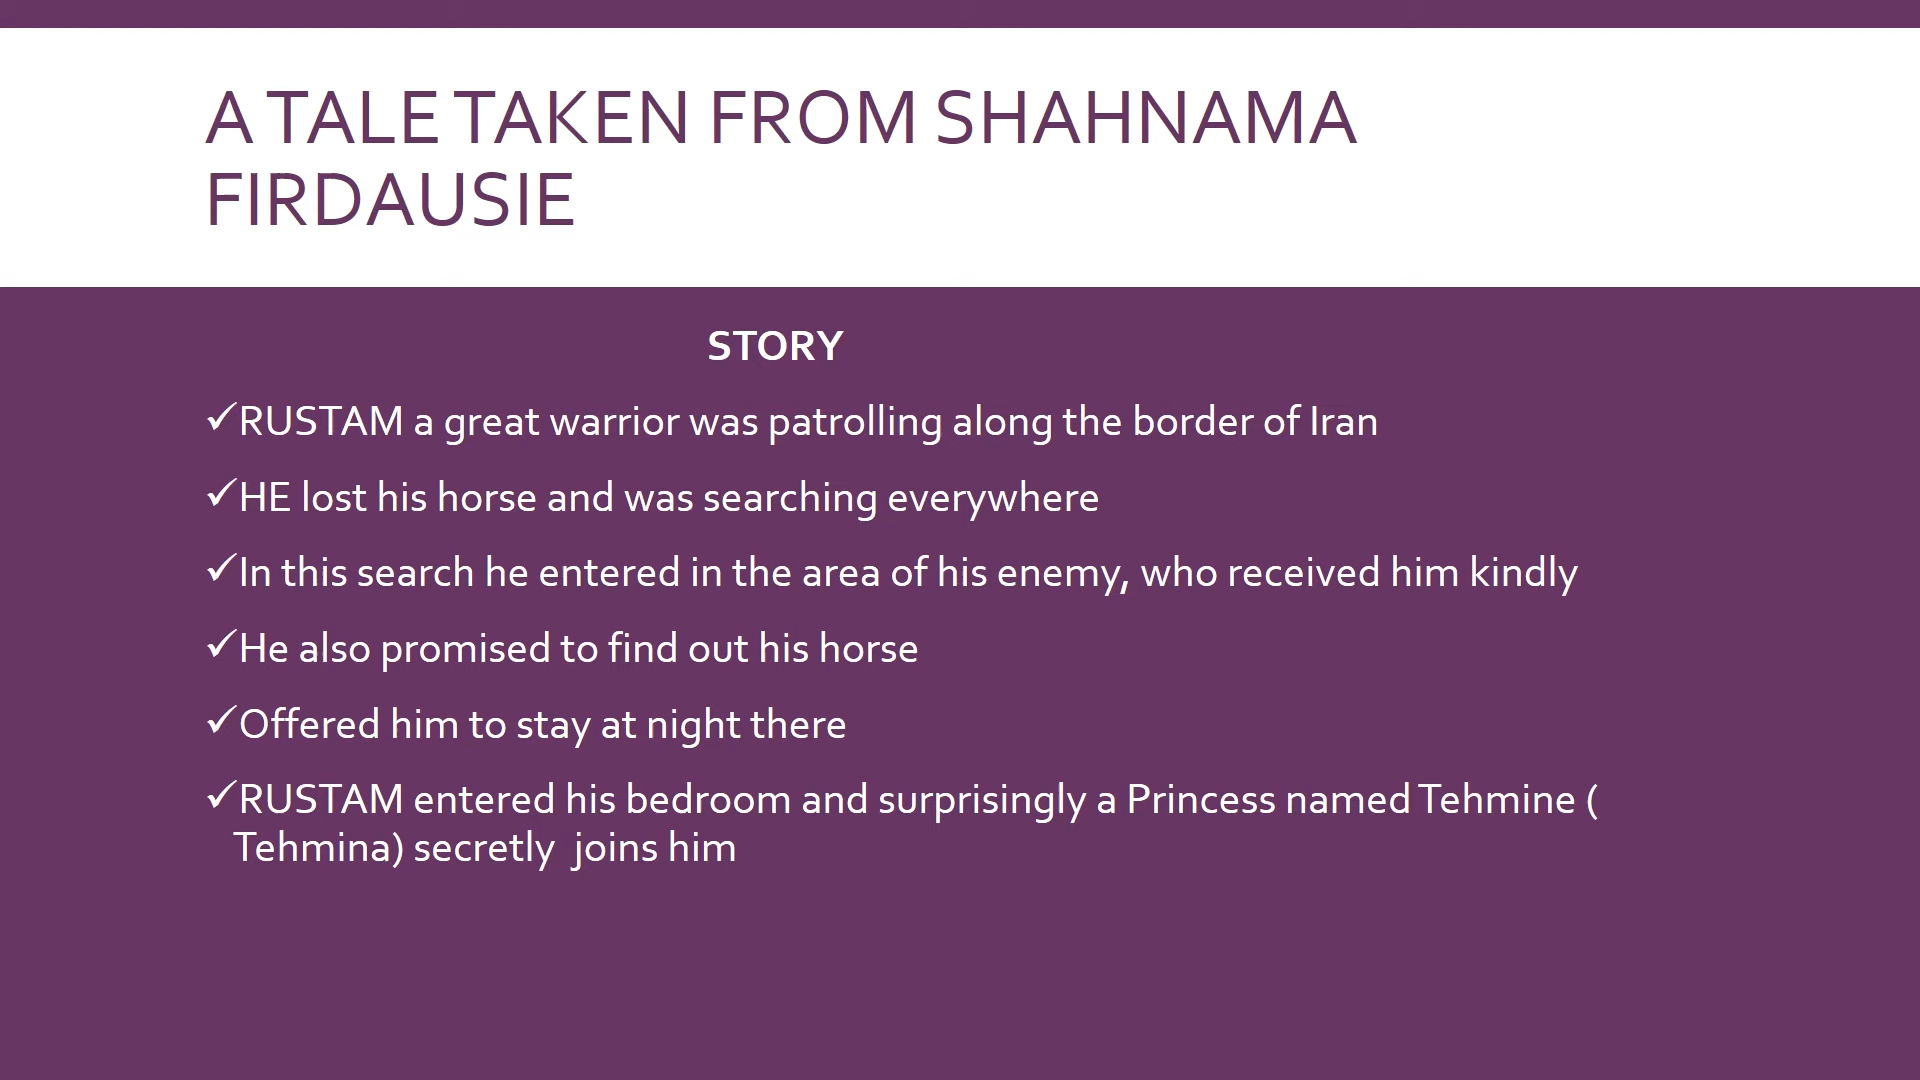 A TALE TAKEN FROM SHAHNAMA
FIRDAUSIE
STORY
✓RUSTAM a great warrior was patrolling along the border of Iran
✓HE lost his horse and was searching everywhere
✓In this search he entered in the area of his enemy, who received him kindly
✓He also promised to find out his horse
✓Offered him to stay at night there
✓RUSTAM entered his bedroom and surprisingly a Princess named Tehmine (
Tehmina) secretly  joins him